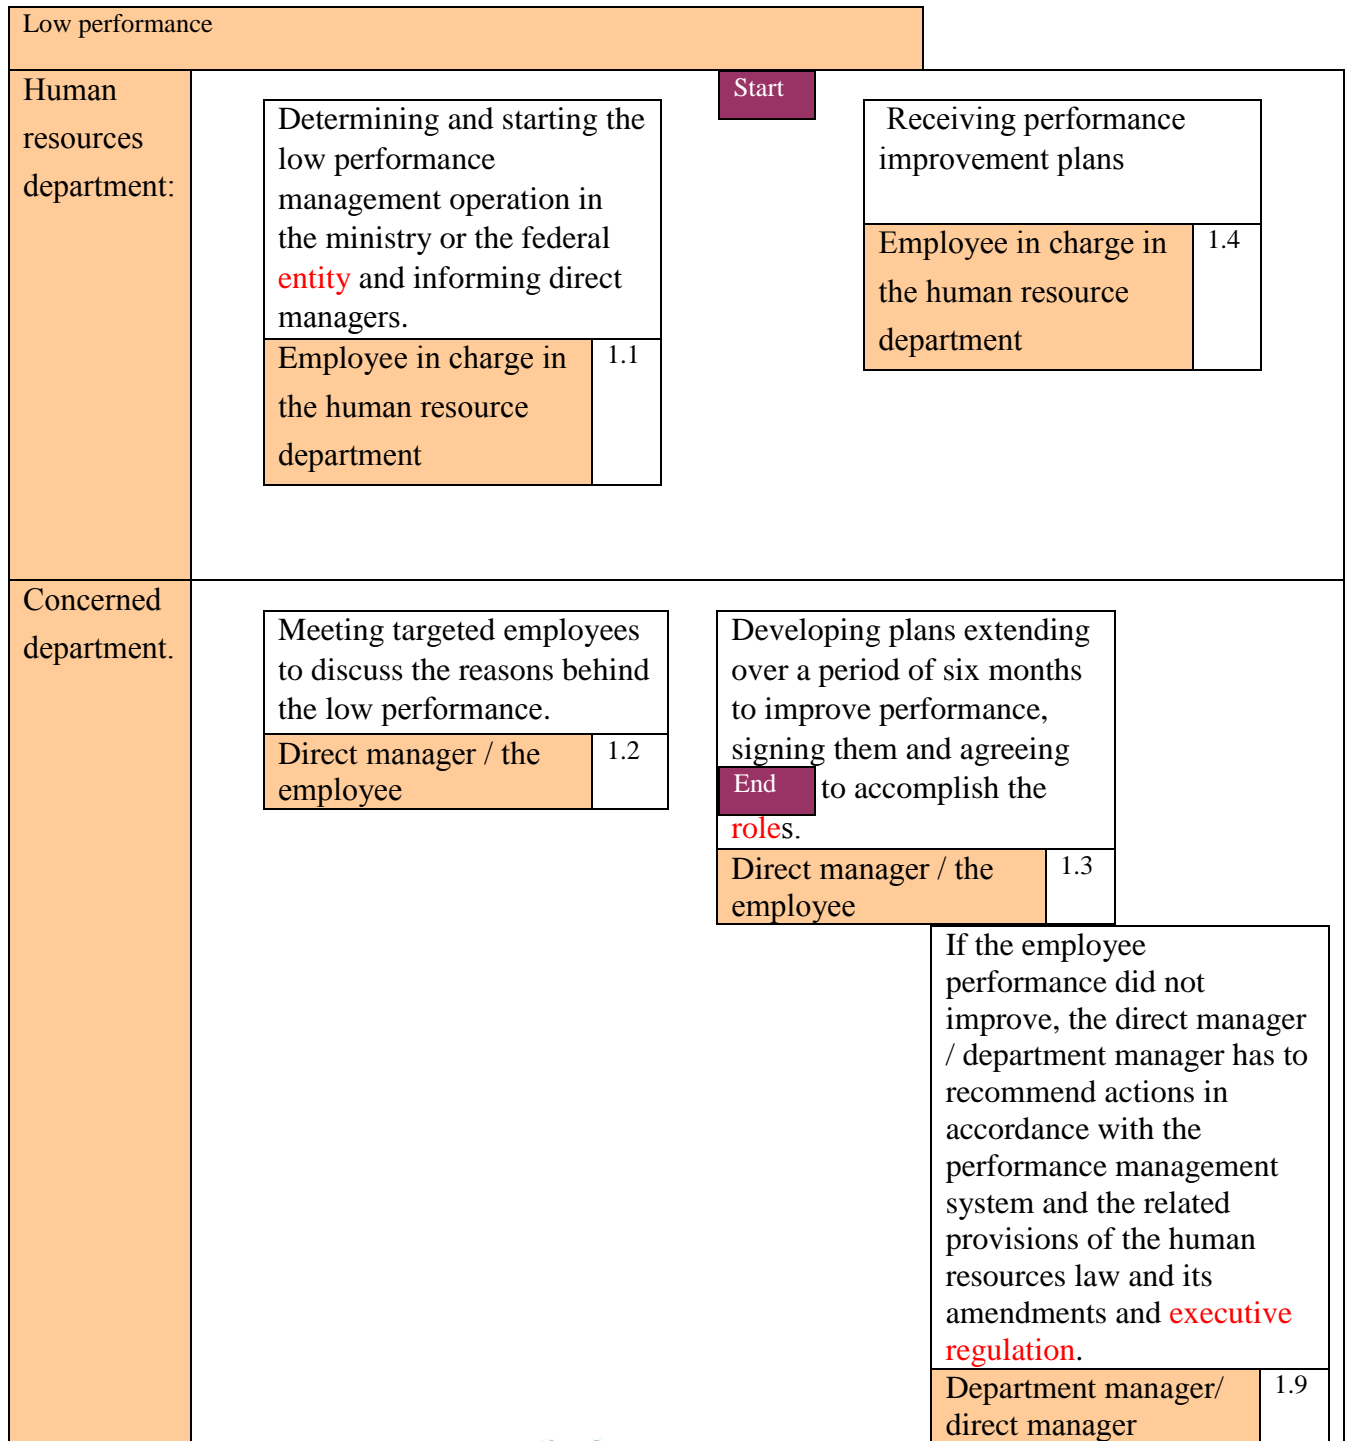 Low performance
Human
resources
department:
Determining and starting the
low performance
management operation in
the ministry or the federal
entity and informing direct
managers.
Employee in charge in
the human resource
department
1.1
Start
Receiving performance
improvement plans
Employee in charge in
the human resource
department
1.4
Concerned
department.
Meeting targeted employees
to discuss the reasons behind
the low performance.
Direct manager / the
employee
1.2
Developing plans extending
over a period of six months
to improve performance,
signing them and agreeing
End
to accomplish the
roles.
Direct manager / the
employee
1.3
If the employee
performance did not
improve, the direct manager
/ department manager has to
recommend actions in
accordance with the
performance management
system and the related
provisions of the human
resources law and its
amendments and executive
regulation.
Department manager/
direct manager
1.9